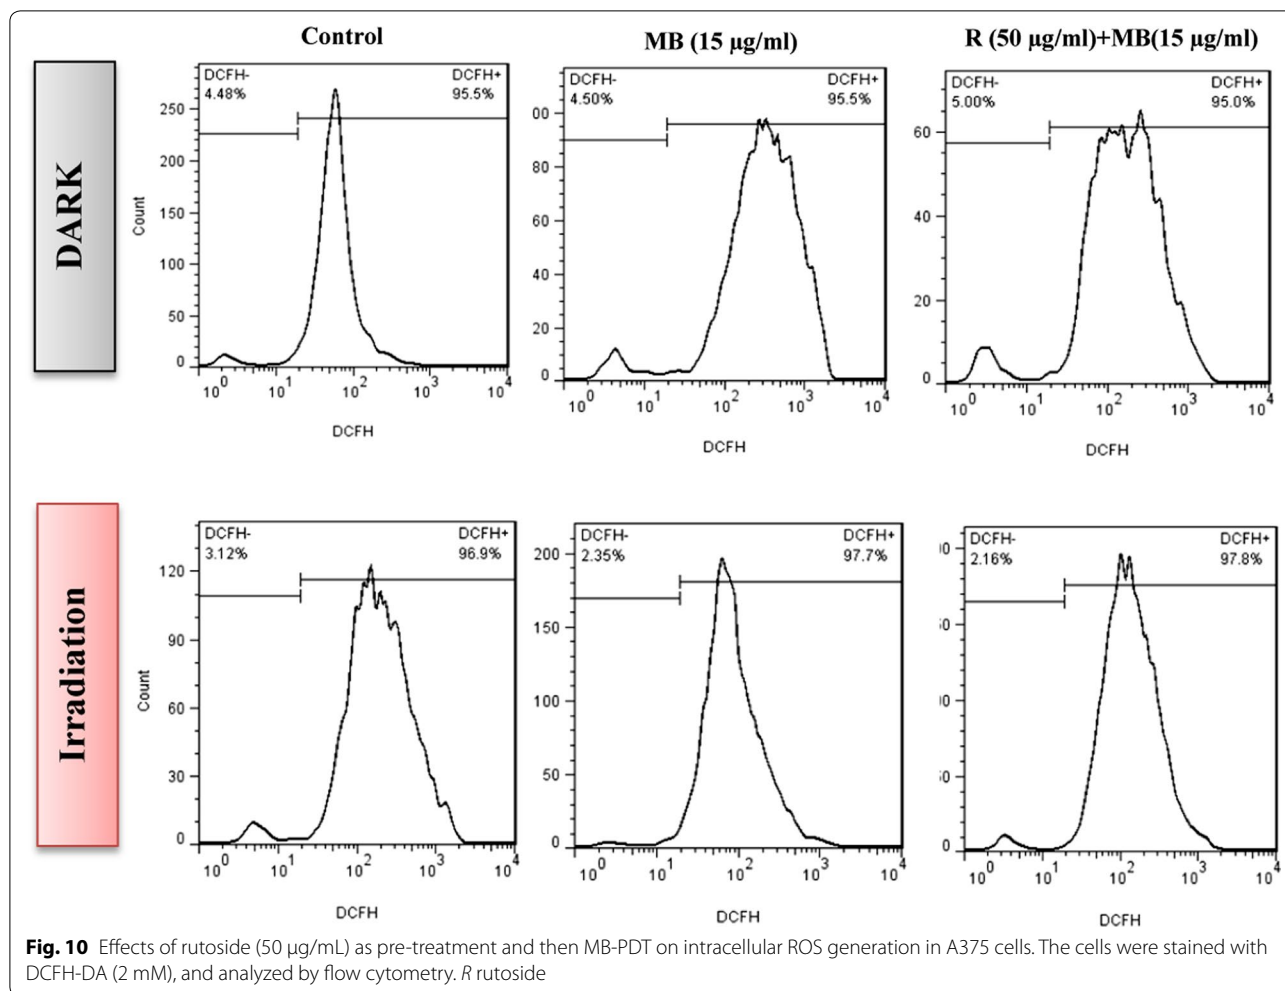 Control
MB (15 µg/ml)
R (50 µg/ml)+MB(15 µg/ml)
DARK
DCFH-
4.48%
DCFH+
95.5%
250
200
150
100
50
0
Count
10^0 10^1 10^2 10^3 10^4
DCFH
DCFH-
4.50%
DCFH+
95.5%
00
80
60
40
20
0
10^0 10^1 10^2 10^3 10^4
DCFH
DCFH-
5.00%
DCFH+
95.0%
60
40
20
0
10^0 10^1 10^2 10^3 10^4
DCFH
Irradiation
DCFH-
3.12%
DCFH+
96.9%
120
90
60
30
0
Count
10^0 10^1 10^2 10^3 10^4
DCFH
DCFH-
2.35%
DCFH+
97.7%
200
150
100
50
0
10^0 10^1 10^2 10^3 10^4
DCFH
DCFH-
2.16%
DCFH+
97.8%
0
10^0 10^1 10^2 10^3 10^4
DCFH
Fig. 10 Effects of rutoside (50 µg/mL) as pre-treatment and then MB-PDT on intracellular ROS generation in A375 cells. The cells were stained with
DCFH-DA (2 mM), and analyzed by flow cytometry. R rutoside